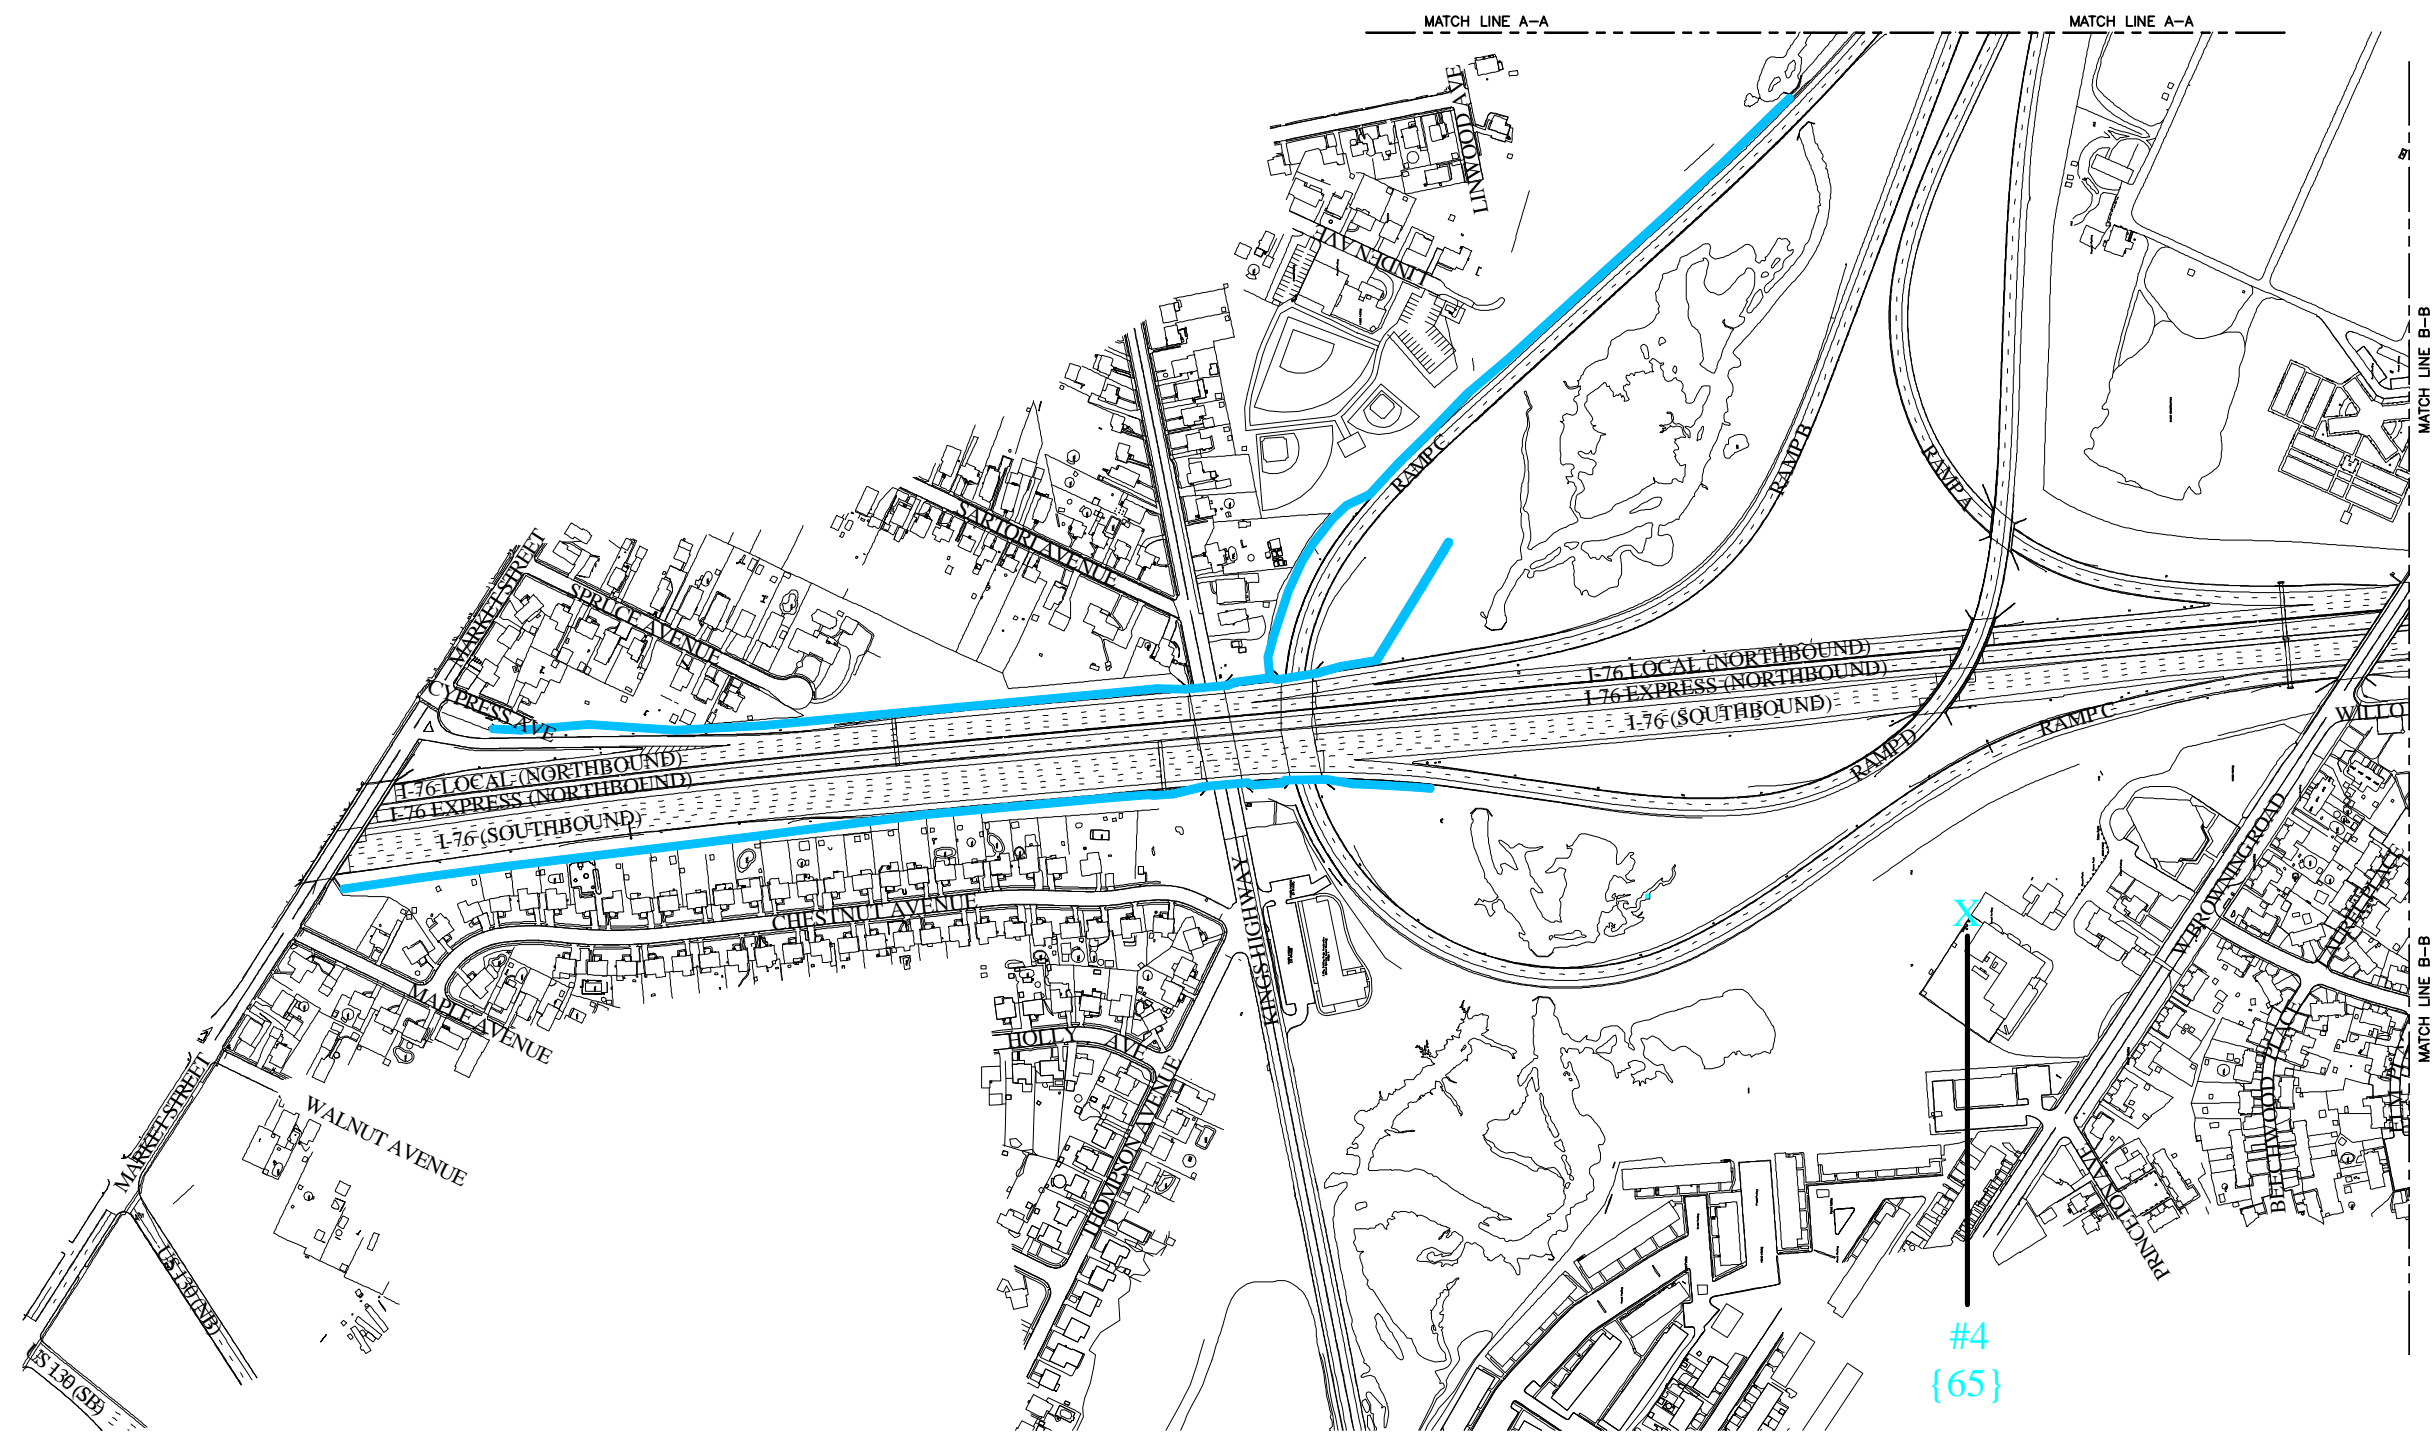 MATCH LINE A-A
MATCH LINE A-A
LINWOOD AVE
LINDEN AVE
MATCH LINE B-B
RAMP C
RAMP B
RAMP A
SARTORI AVENUE
MARKET STREET
SPRUCE AVENUE
CYPRESS AVE
I-76 LOCAL (NORTHBOUND)
I-76 EXPRESS (NORTHBOUND)
I-76 (SOUTHBOUND)
RAMP C
RAMP D
WILLO
I-76 LOCAL (NORTHBOUND)
I-76 EXPRESS (NORTHBOUND)
I-76 (SOUTHBOUND)
KINGS HIGHWAY
CHESTNUT AVENUE
W.BROWNING ROAD
X
MAPLE AVENUE
HOLLY AVE
THOMPSON AVENUE
MATCH LINE B-B
BEECHWOOD PLACE
PRINCETON AVE
MARKET STREET
WALNUT AVENUE
US 130 (NB)
US 130 (SB)
#4
{65}